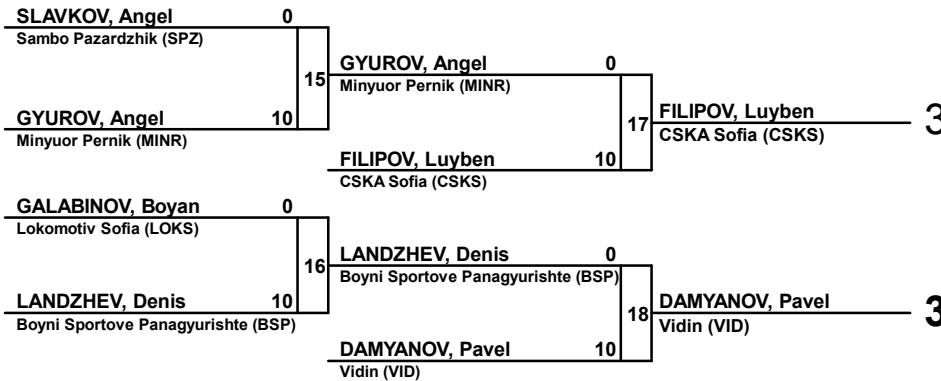 SLAVKOV, Angel 0
Sambo Pazardzhik (SPZ)
15
GYUROV, Angel 10
Minyuor Pernik (MINR)
GYUROV, Angel 0
Minyuor Pernik (MINR)
17
FILIPOV, Luyben 10
CSKA Sofia (CSKS)
FILIPOV, Luyben 3
CSKA Sofia (CSKS)
GALABINOV, Boyan 0
Lokomotiv Sofia (LOKS)
16
LANDZHEV, Denis 10
Boyni Sportove Panagyurishte (BSP)
LANDZHEV, Denis 0
Boyni Sportove Panagyurishte (BSP)
18
DAMYANOV, Pavel 10
Vidin (VID)
DAMYANOV, Pavel 3
Vidin (VID)